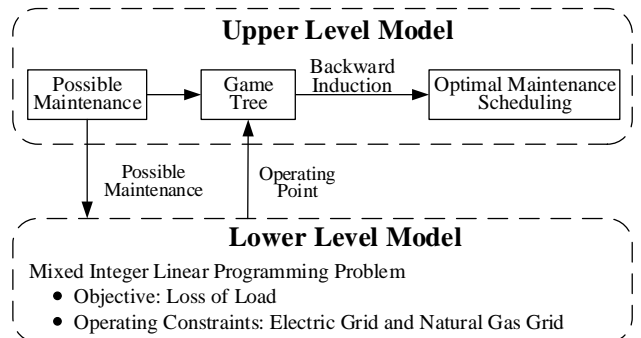 Upper Level Model
Possible
Maintenance
Game
Tree
Backward
Induction
Optimal Maintenance
Scheduling
Possible
Maintenance
Operating
Point
Lower Level Model
Mixed Integer Linear Programming Problem
● Objective: Loss of Load
● Operating Constraints: Electric Grid and Natural Gas Grid